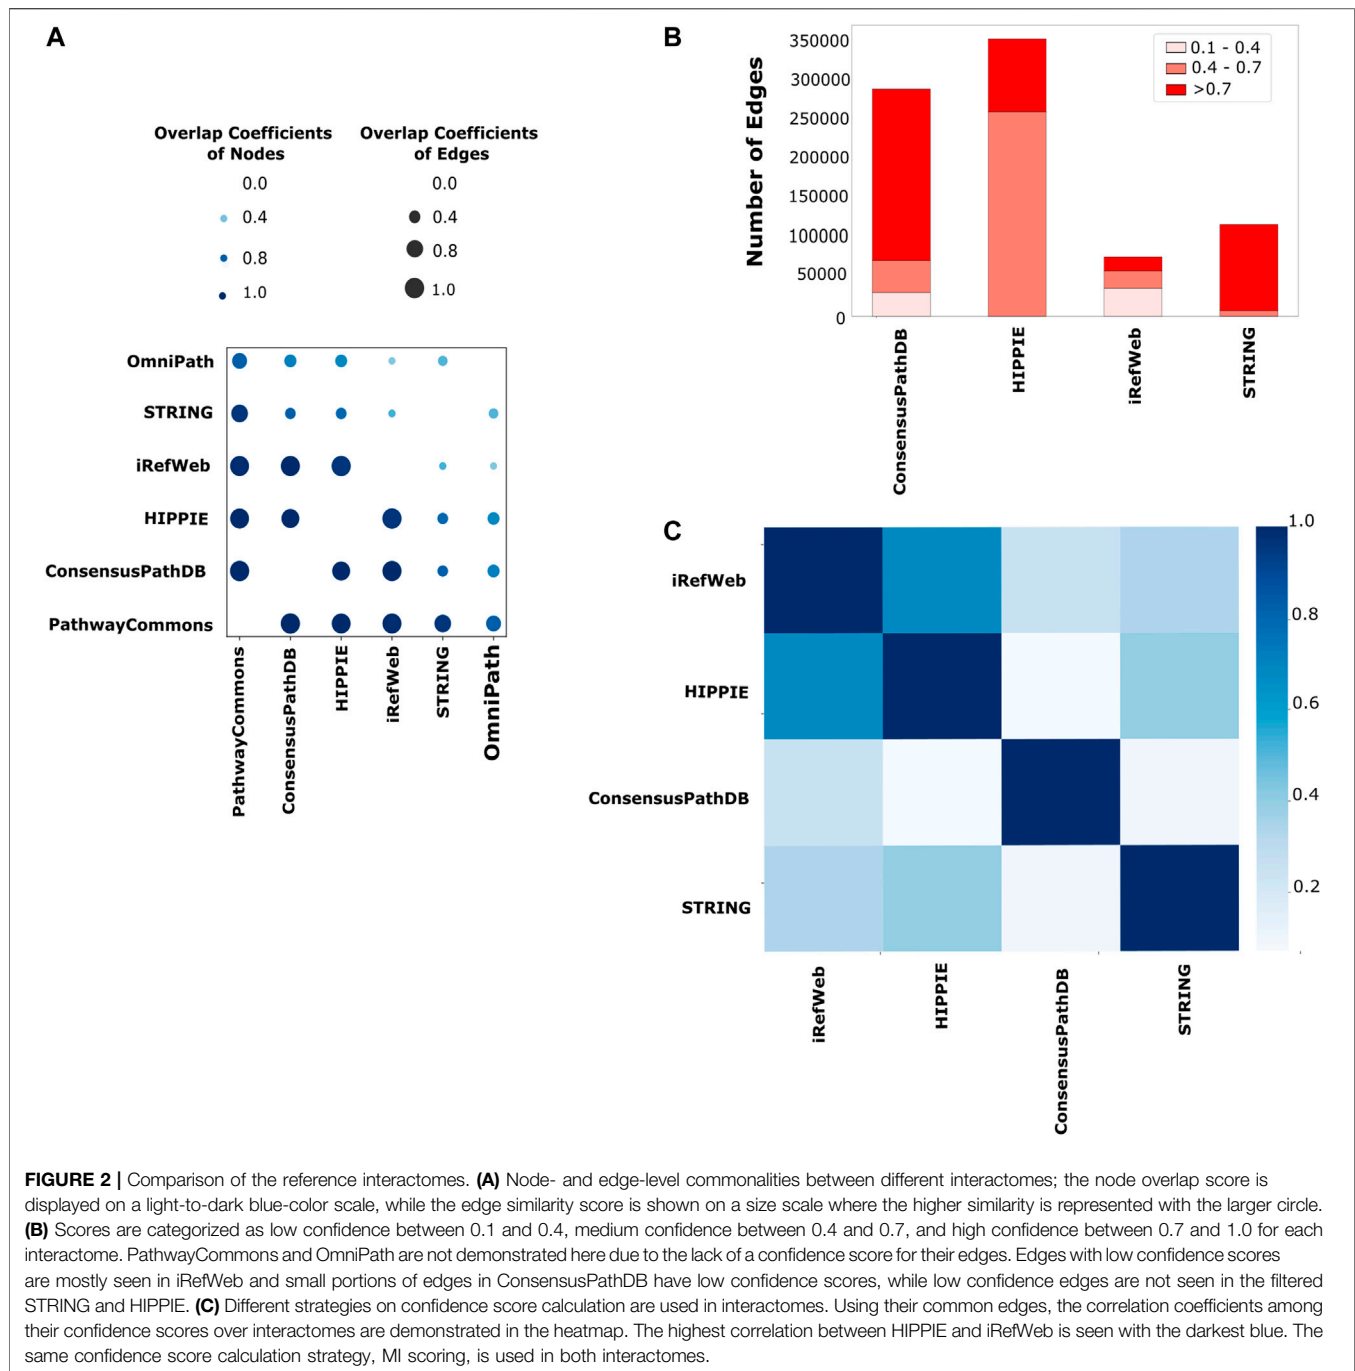 A
Overlap Coefficients
of Nodes
0.0
0.4
0.8
1.0
Overlap Coefficients
of Edges
0.0
0.4
0.8
1.0
OmniPath
STRING
iRefWeb
HIPPIE
ConsensusPathDB
PathwayCommons
PathwayCommons
ConsensusPathDB
HIPPIE
iRefWeb
STRING
OmniPath
B
Number of Edges
350000
300000
250000
200000
150000
100000
50000
0
0.1 - 0.4
0.4 - 0.7
>0.7
ConsensusPathDB
HIPPIE
iRefWeb
STRING
C
iRefWeb
HIPPIE
ConsensusPathDB
STRING
iRefWeb
HIPPIE
ConsensusPathDB
STRING
1.0
0.8
0.6
0.4
0.2
FIGURE 2 | Comparison of the reference interactomes. (A) Node- and edge-level commonalities between different interactomes; the node overlap score is
displayed on a light-to-dark blue-color scale, while the edge similarity score is shown on a size scale where the higher similarity is represented with the larger circle.
(B) Scores are categorized as low confidence between 0.1 and 0.4, medium confidence between 0.4 and 0.7, and high confidence between 0.7 and 1.0 for each
interactome. PathwayCommons and OmniPath are not demonstrated here due to the lack of a confidence score for their edges. Edges with low confidence scores
are mostly seen in iRefWeb and small portions of edges in ConsensusPathDB have low confidence scores, while low confidence edges are not seen in the filtered
STRING and HIPPIE. (C) Different strategies on confidence score calculation are used in interactomes. Using their common edges, the correlation coefficients among
their confidence scores over interactomes are demonstrated in the heatmap. The highest correlation between HIPPIE and iRefWeb is seen with the darkest blue. The
same confidence score calculation strategy, MI scoring, is used in both interactomes.